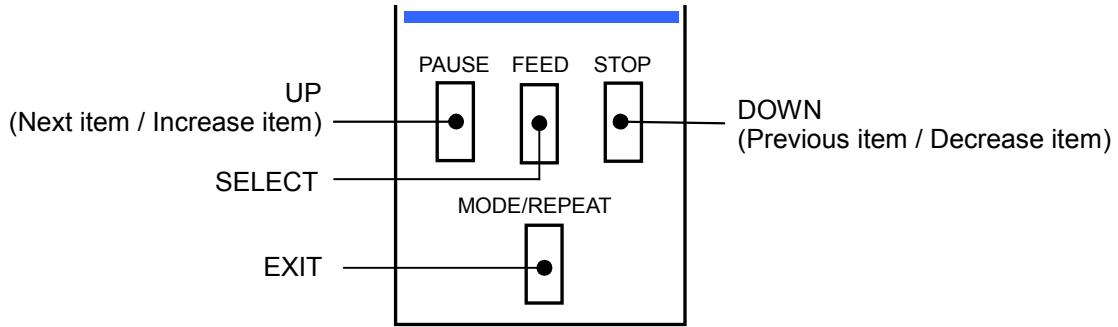 PAUSE FEED STOP
UP
(Next item / Increase item)
DOWN
(Previous item / Decrease item)
SELECT
MODE/REPEAT
EXIT